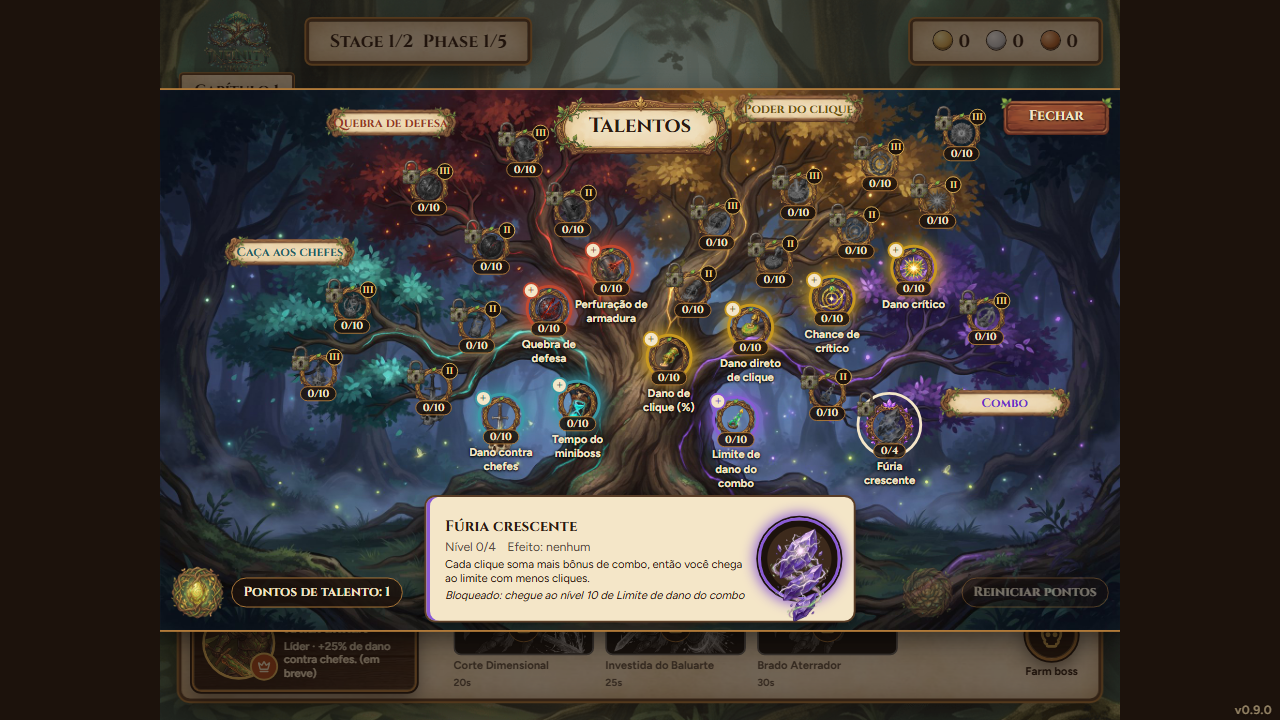 Stage 1/2 Phase 1/5
0 0 0
Capítulo 1
Quebra de defesa
Talentos
Poder do clique
Fechar
III
0/10
III
0/10
III
0/10
III
0/10
II
0/10
II
0/10
III
0/10
III
0/10
II
0/10
II
0/10
Caça aos chefes
II
0/10
0/10
Perfuração de
armadura
0/10
Dano crítico
II
0/10
0/10
Chance de
crítico
III
0/10
III
0/10
II
0/10
0/10
Quebra de
defesa
0/10
Dano direto
de clique
0/10
Dano de
clique (%)
III
0/10
II
0/10
II
0/10
Combo
0/10
Dano contra
chefes
0/10
Tempo do
miniboss
0/10
Limite de
dano do
combo
0/4
Fúria
crescente
Fúria crescente
Nível 0/4 Efeito: nenhum
Cada clique soma mais bônus de combo, então você chega
ao limite com menos cliques.
Bloqueado: chegue ao nível 10 de Limite de dano do combo
Pontos de talento: 1
Reiniciar pontos
Líder · +25% de dano
contra chefes. (em
breve)
Corte Dimensional
20s
Investida do Baluarte
25s
Brado Aterrador
30s
Farm boss
v0.9.0